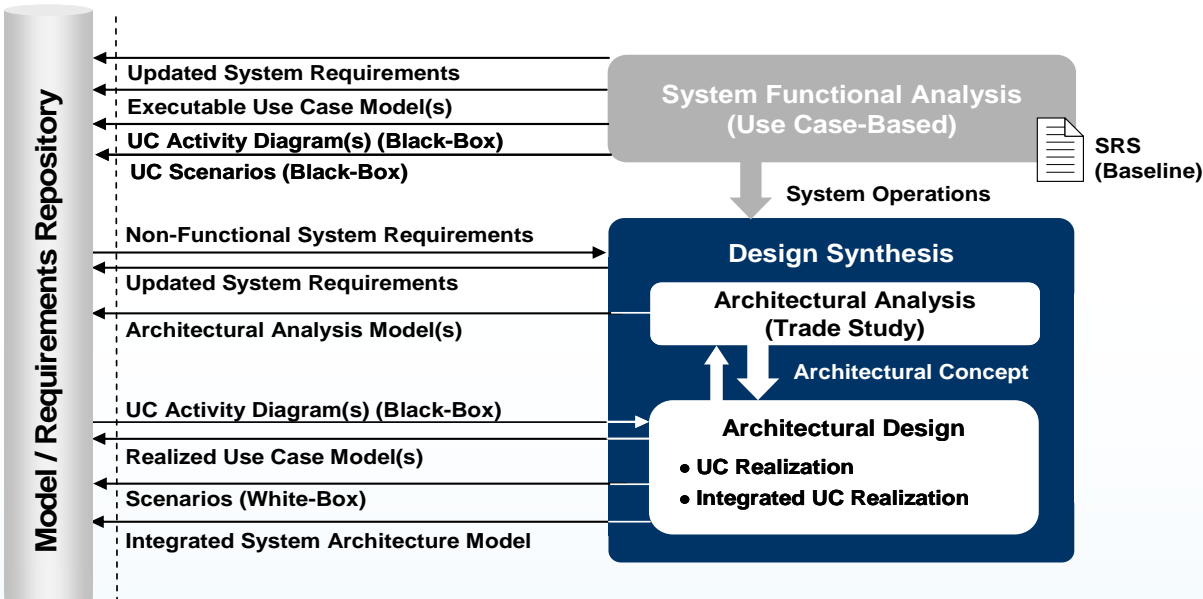 Model / Requirements Repository
Updated System Requirements
Executable Use Case Model(s)
UC Activity Diagram(s) (Black-Box)
UC Scenarios (Black-Box)
System Functional Analysis
(Use Case-Based)
SRS
(Baseline)
System Operations
Non-Functional System Requirements
Updated System Requirements
Architectural Analysis Model(s)
Design Synthesis
Architectural Analysis
(Trade Study)
Architectural Concept
UC Activity Diagram(s) (Black-Box)
Realized Use Case Model(s)
Scenarios (White-Box)
Integrated System Architecture Model
Architectural Design
● UC Realization
● Integrated UC Realization